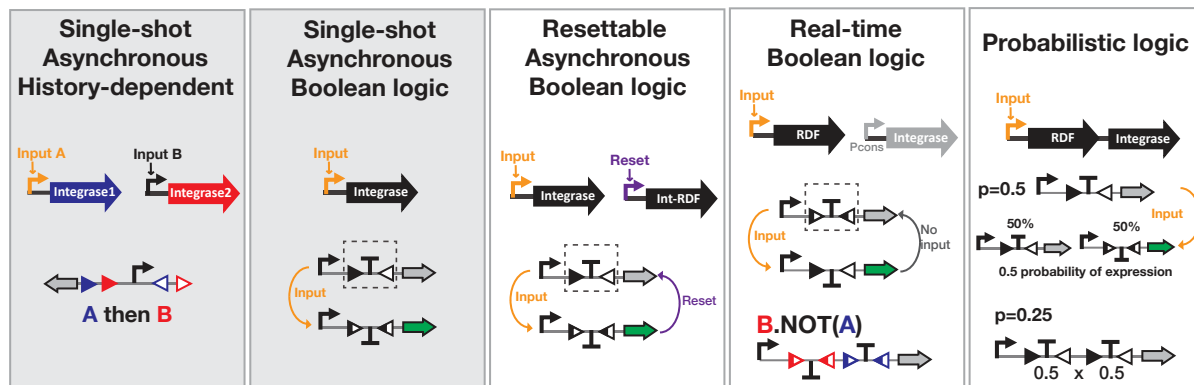 Single-shot
Asynchronous
History-dependent
Input A
Input B
Integrase1
Integrase2
A then B
Single-shot
Asynchronous
Boolean logic
Input
Integrase
Input
Resettable
Asynchronous
Boolean logic
Input
Reset
Integrase
Int-RDF
Input
Reset
Real-time
Boolean logic
Input
RDF
Pcons
Integrase
Input
No
input
B.NOT(A)
Probabilistic logic
Input
RDF
Integrase
p=0.5
Input
50%
50%
0.5 probability of expression
p=0.25
0.5 x 0.5